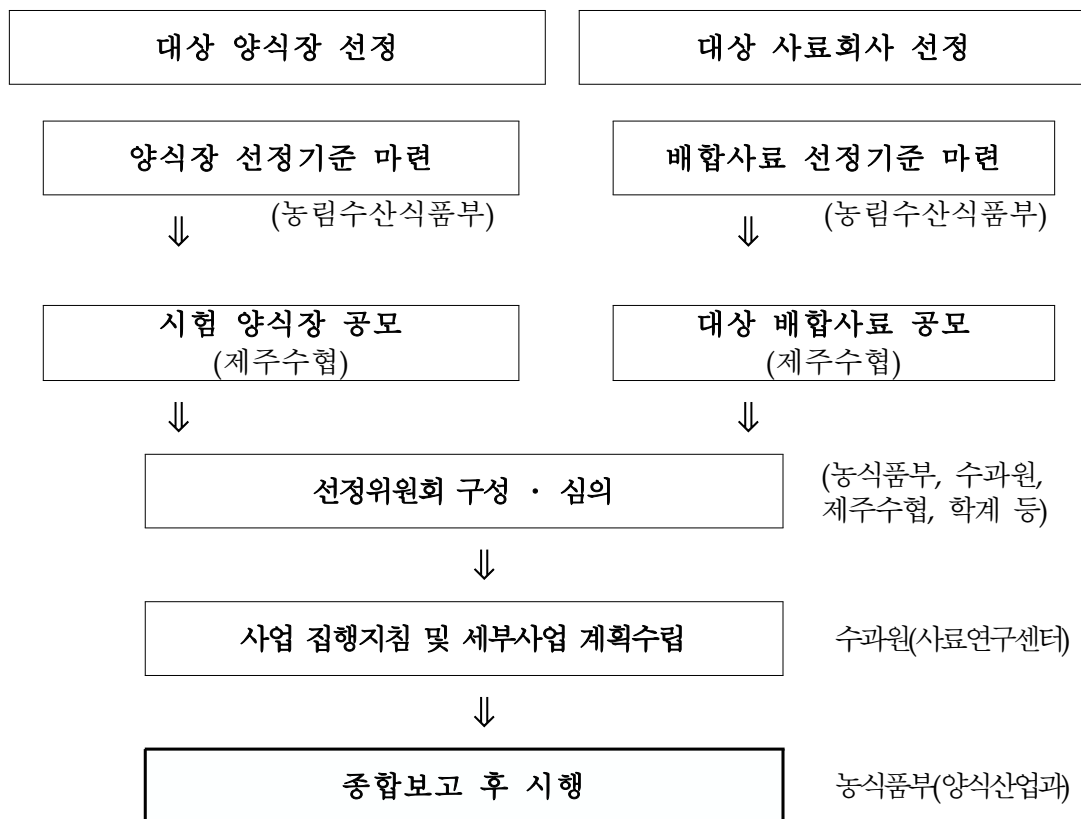 대상 양식장 선정
대상 사료회사 선정
양식장 선정기준 마련
배합사료 선정기준 마련
⇓
(농림수산식품부)
⇓
(농림수산식품부)
시험 양식장 공모
(제주수협)
대상 배합사료 공모
(제주수협)
⇓
⇓
선정위원회 구성 · 심의
(농식품부, 수과원,
제주수협, 학계 등)
⇓
사업 집행지침 및 세부사업 계획수립
수과원(사료연구센터)
⇓
종합보고 후 시행
농식품부(양식산업과)